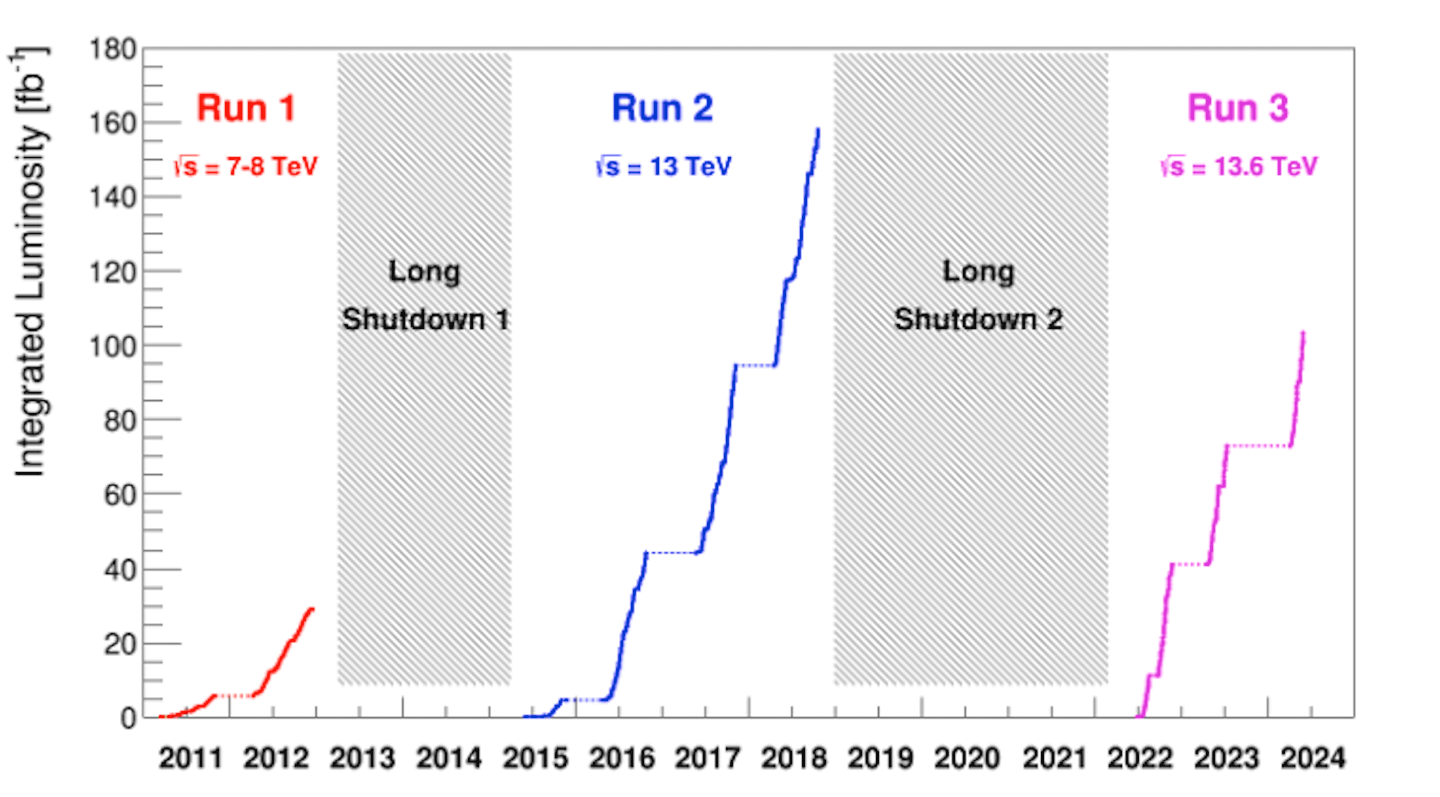 Integrated Luminosity [fb⁻¹]
180
160
140
120
100
80
60
40
20
0
Run 1
√s = 7-8 TeV
Long
Shutdown 1
Run 2
√s = 13 TeV
Long
Shutdown 2
Run 3
√s = 13.6 TeV
2011 2012 2013 2014 2015 2016 2017 2018 2019 2020 2021 2022 2023 2024